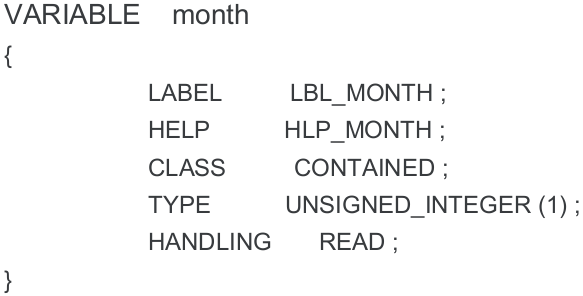 VARIABLE month
{
LABEL LBL_MONTH ;
HELP HLP_MONTH ;
CLASS CONTAINED ;
TYPE UNSIGNED_INTEGER (1) ;
HANDLING READ ;
}